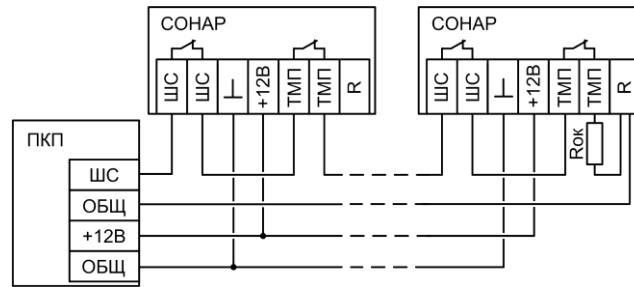 СОНАР
ШС
ШС
⊥
+12В
ТМП
ТМП
R
СОНАР
ШС
ШС
⊥
+12В
ТМП
ТМП
R
Rок
ПКП
ШС
ОБЩ
+12В
ОБЩ